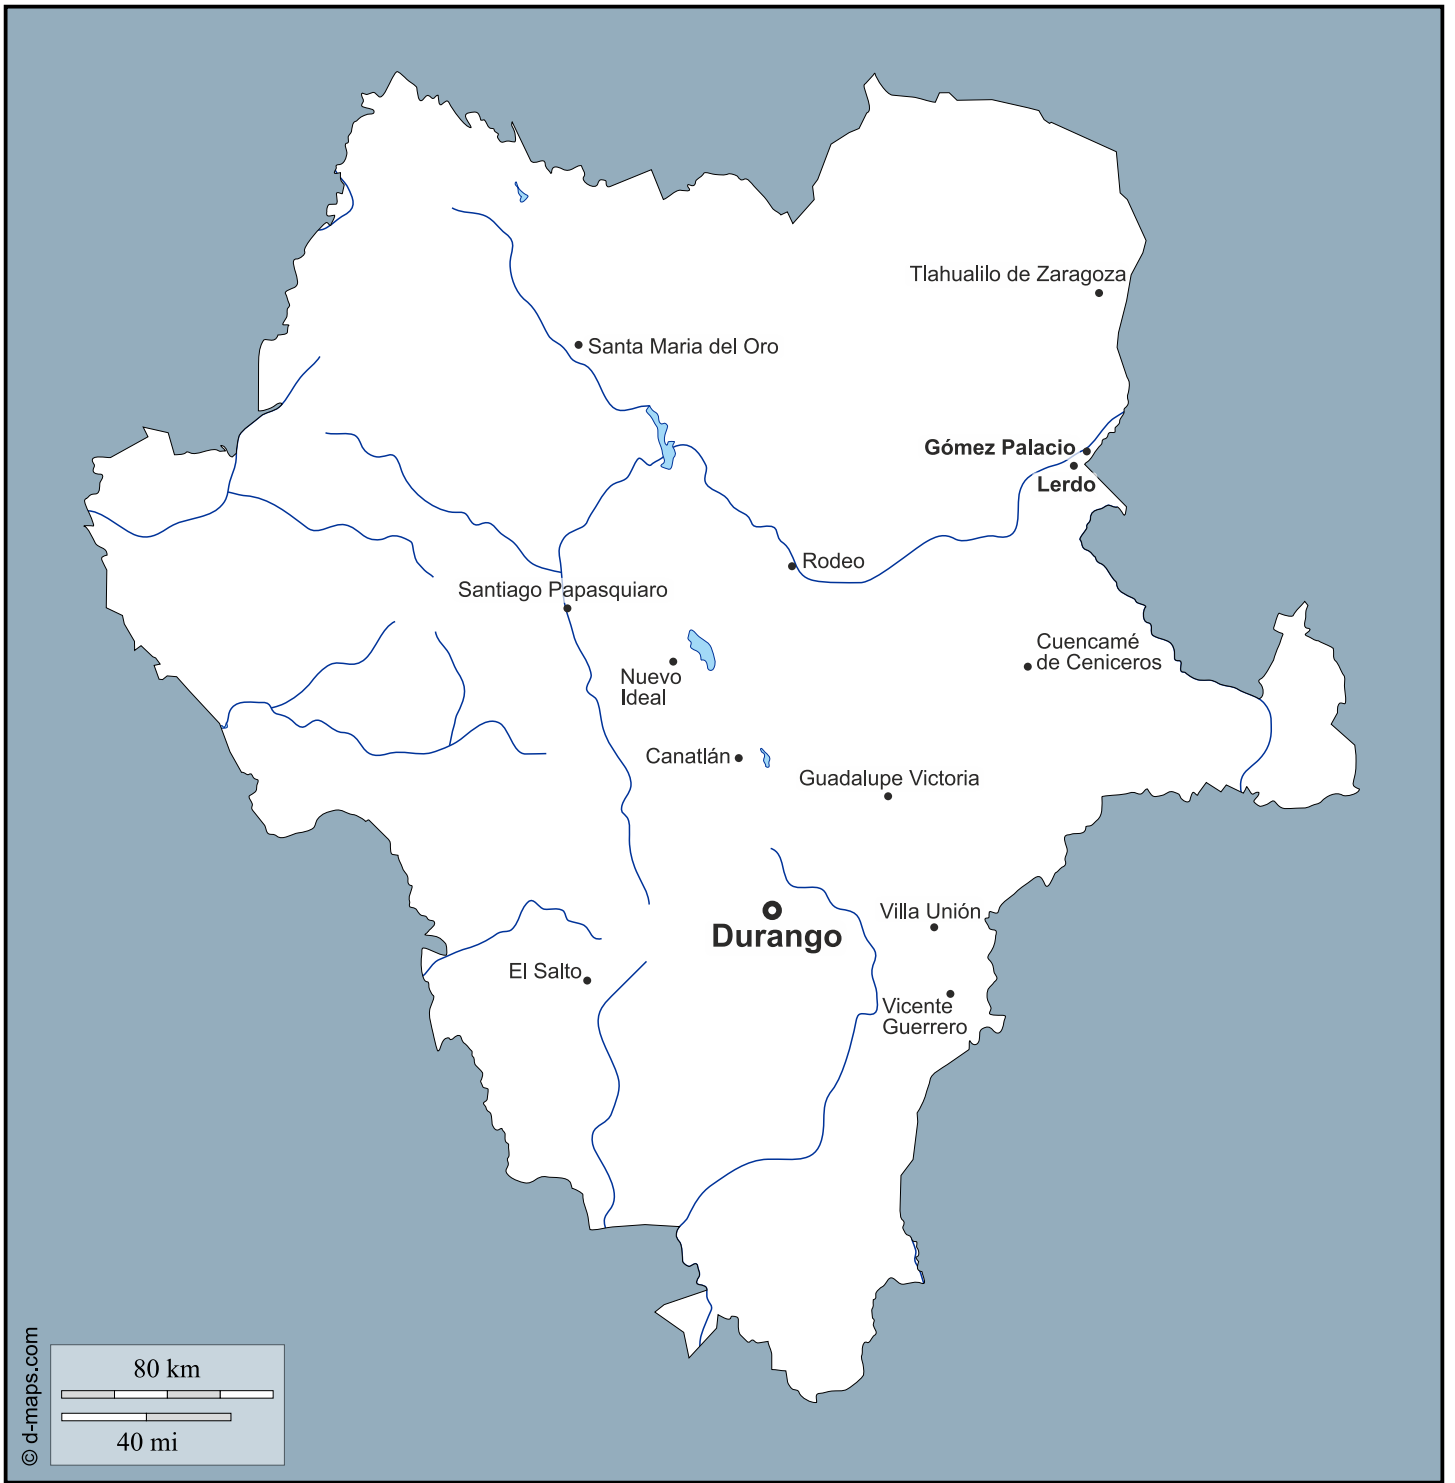 Tlahualilo de Zaragoza
Santa Maria del Oro
Gómez Palacio
Lerdo
Rodeo
Santiago Papasquiaro
Cuencamé
de Ceniceros
Nuevo
Ideal
Canatlán
Guadalupe Victoria
Villa Unión
Durango
El Salto
Vicente
Guerrero
80 km
40 mi
© d-maps.com